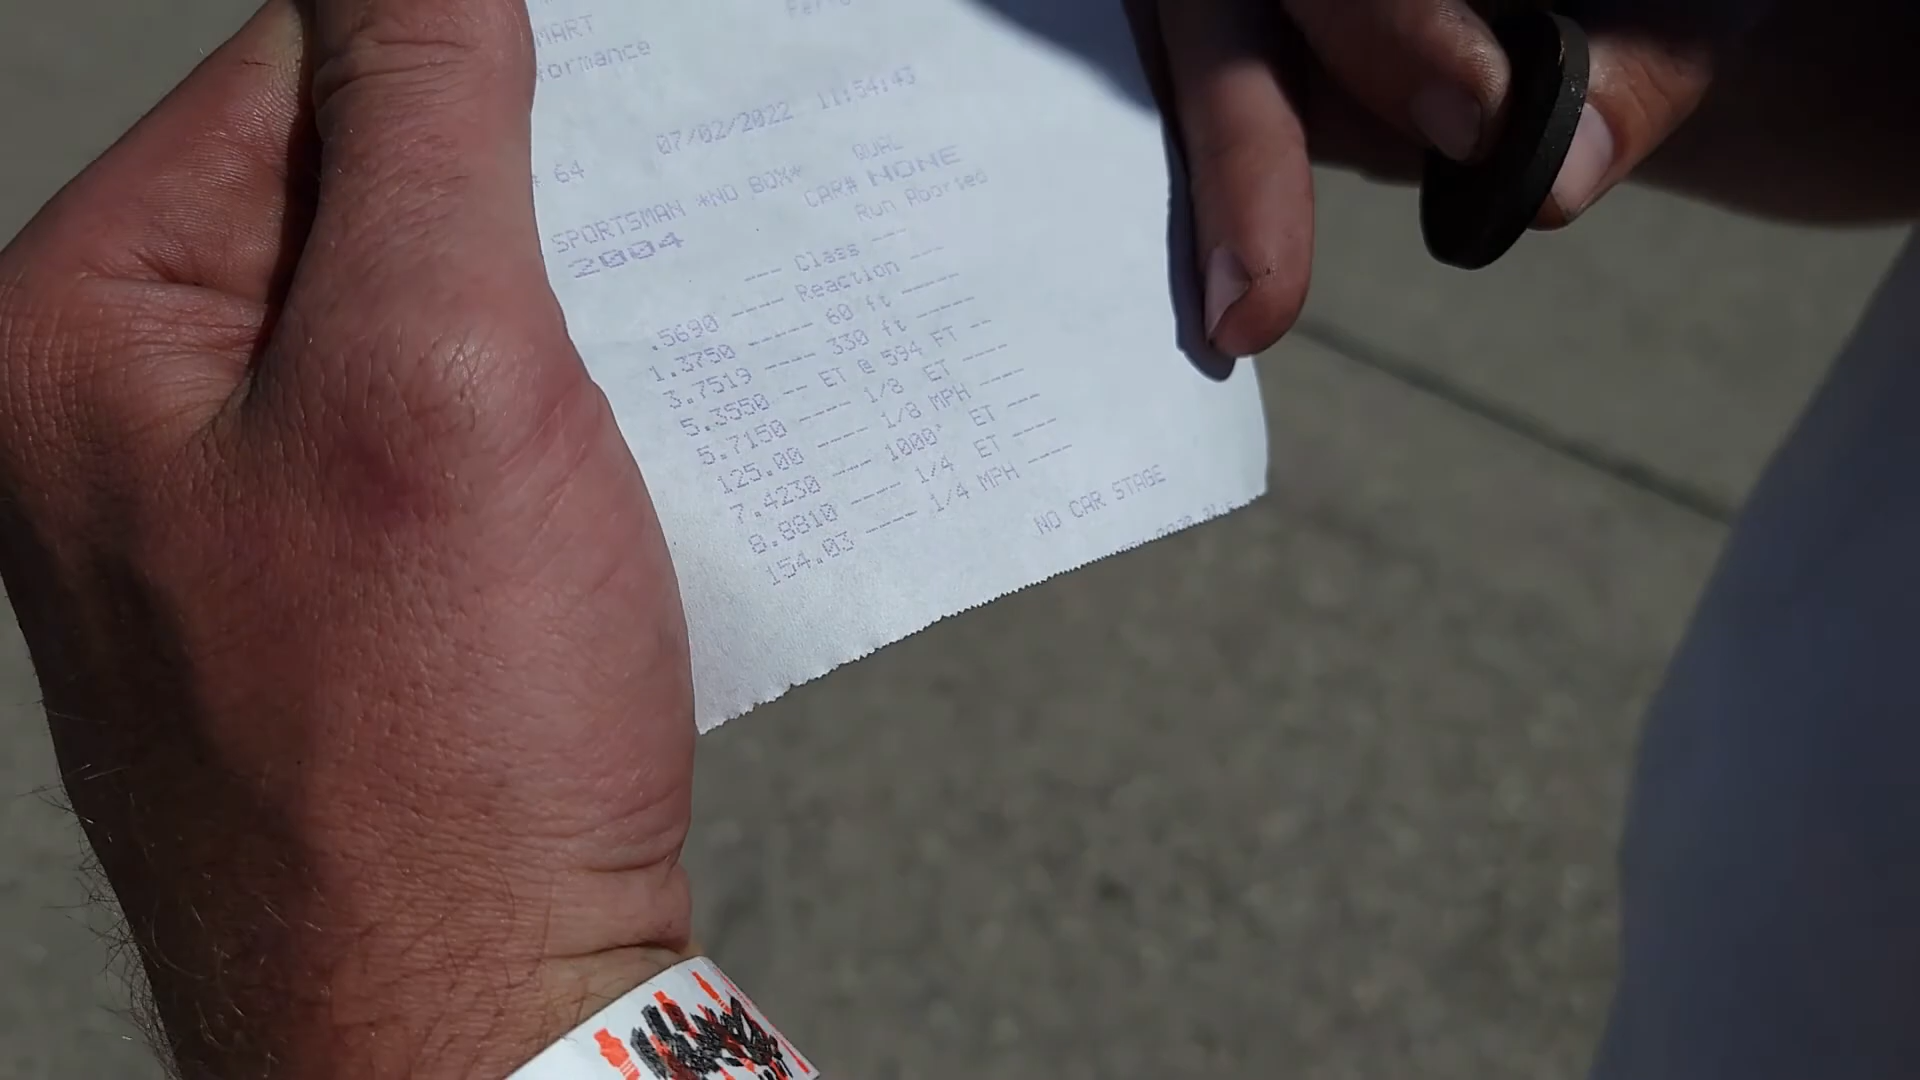 MART
formance
07/02/2022 11:54:43
# 64
QUAL
SPORTSMAN *NO BOX* CAR# NONE
2004 Run Aborted
---- Class ----
.5690 ------ Reaction ----
1.3750 ------- 60 ft -------
3.7519 ------ 330 ft ------
5.3550 --- ET @ 594 FT --
5.7150 ------ 1/8 ET -----
125.00 ------ 1/8 MPH -----
7.4230 ---- 1000' ET ----
8.8810 ------ 1/4 ET -----
154.03 ------ 1/4 MPH -----
NO CAR STAGE